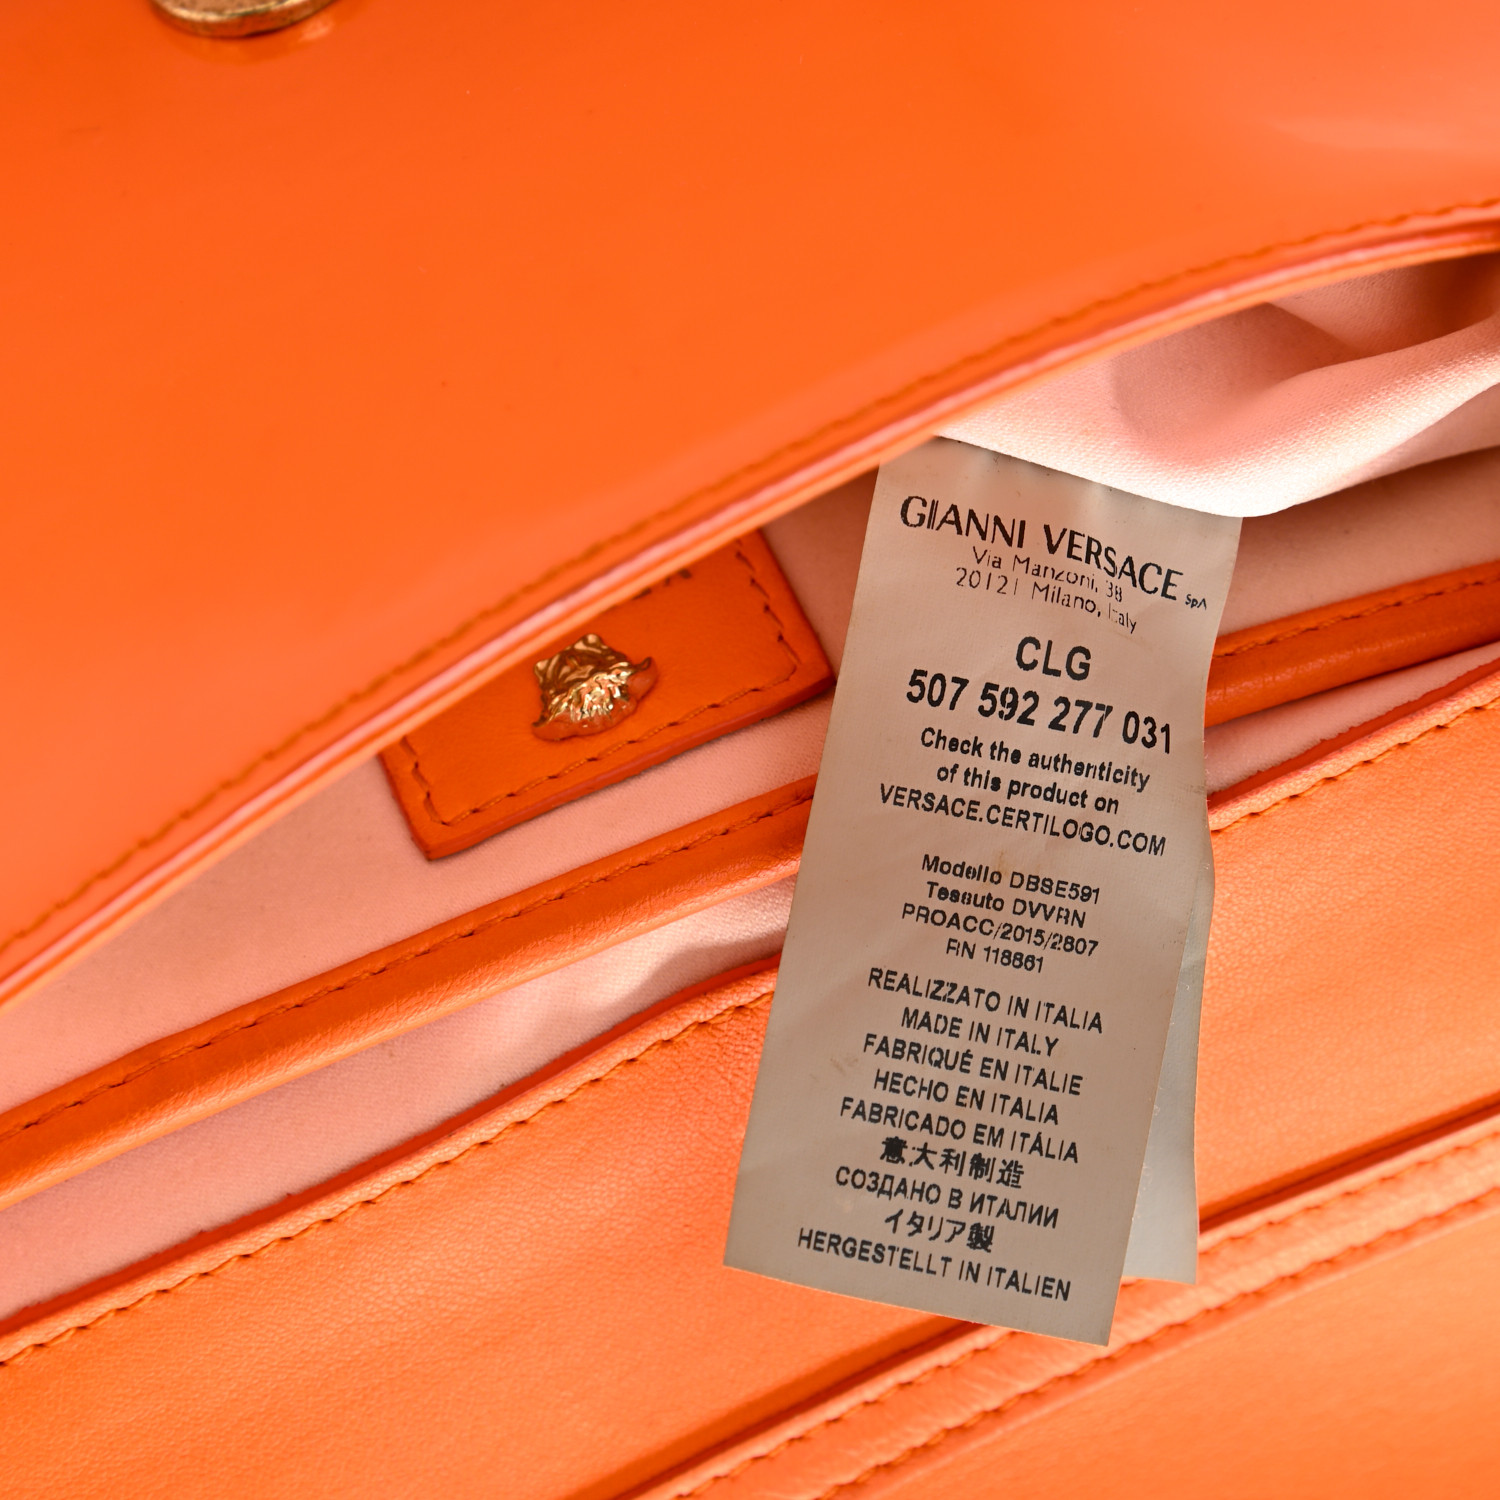 GIANNI VERSACE SpA
Via Manzoni, 38
20121 Milano, Italy
CLG
507 592 277 031
Check the authenticity
of this product on
VERSACE.CERTILOGO.COM
Modello DBSE591
Tessuto DVVRN
PROACC/2015/2807
RN 118861
REALIZZATO IN ITALIA
MADE IN ITALY
FABRIQUÉ EN ITALIE
HECHO EN ITALIA
FABRICADO EM ITÁLIA
意大利制造
СОЗДАНО В ИТАЛИИ
イタリア製
HERGESTELLT IN ITALIEN